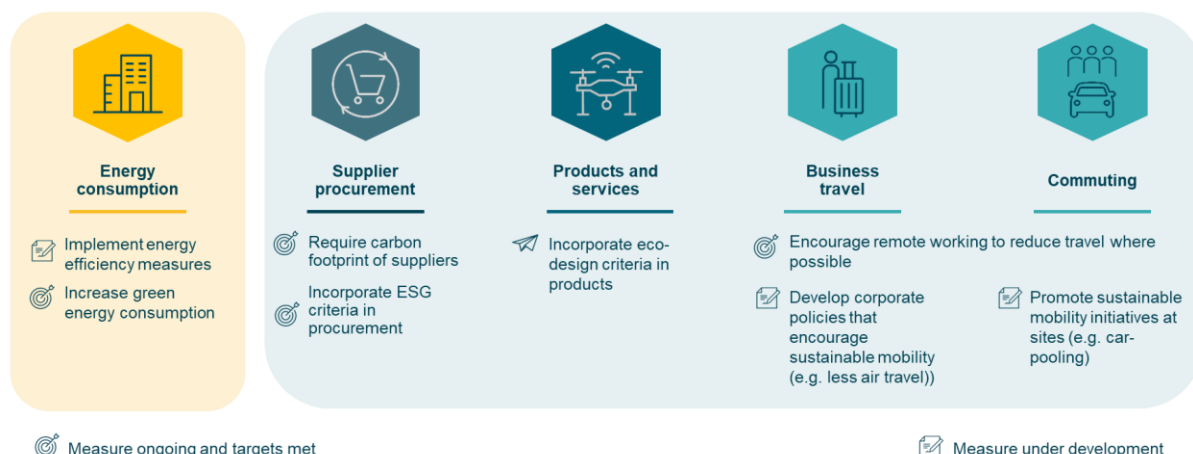 Energy
consumption
Supplier
procurement
Products and
services
Business
travel
Commuting
Implement energy
efficiency measures
Increase green
energy consumption
Require carbon
footprint of suppliers
Incorporate ESG
criteria in
procurement
Incorporate eco-
design criteria in
products
Encourage remote working to reduce travel where
possible
Develop corporate
policies that
encourage
sustainable mobility
(e.g. less air travel))
Promote sustainable
mobility initiatives at
sites (e.g. car-
pooling)
Measure ongoing and targets met
Measure under development